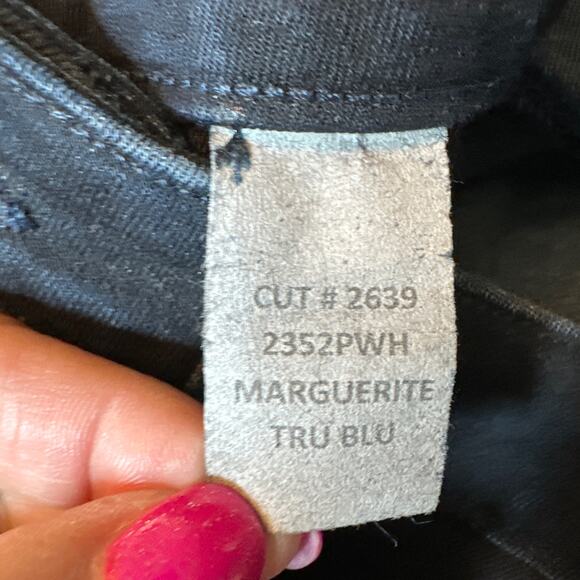 CUT # 2639
2352PWH
MARGUERITE
TRU BLU